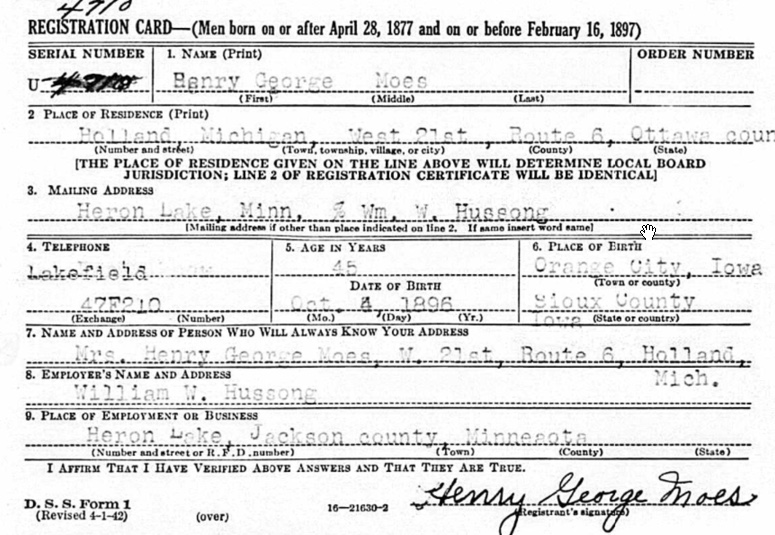 4710
REGISTRATION CARD—(Men born on or after April 28, 1877 and on or before February 16, 1897)
SERIAL NUMBER 1. NAME (Print) ORDER NUMBER
U 4710 Henry George Moes
(First) (Middle) (Last)
2 PLACE OF RESIDENCE (Print)
Holland, Michigan, West 21st, Route 6, Ottawa coun
(Number and street) (Town, township, village, or city) (County) (State)
[THE PLACE OF RESIDENCE GIVEN ON THE LINE ABOVE WILL DETERMINE LOCAL BOARD
JURISDICTION; LINE 2 OF REGISTRATION CERTIFICATE WILL BE IDENTICAL]
3. MAILING ADDRESS
Heron Lake, Minn. % Wm. W. Hussong
[Mailing address if other than place indicated on line 2. If same insert word same]
4. TELEPHONE 5. AGE IN YEARS 6. PLACE OF BIRTH
Lakefield 45 Orange City, Iowa
DATE OF BIRTH (Town or county)
47F210 Oct. 4, 1896 Sioux County
(Exchange) (Number) (Mo.) (Day) (Yr.) Iowa (State or country)
7. NAME AND ADDRESS OF PERSON WHO WILL ALWAYS KNOW YOUR ADDRESS
Mrs. Henry George Moes, W. 21st, Route 6, Holland,
8. EMPLOYER'S NAME AND ADDRESS Mich.
William W. Hussong
9. PLACE OF EMPLOYMENT OR BUSINESS
Heron Lake, Jackson county, Minnesota
(Number and street or R. F. D. number) (Town) (County) (State)
I AFFIRM THAT I HAVE VERIFIED ABOVE ANSWERS AND THAT THEY ARE TRUE.
Henry George Moes
D. S. S. Form 1 16—21630-2 (Registrant's signature)
(Revised 4-1-42) (over)